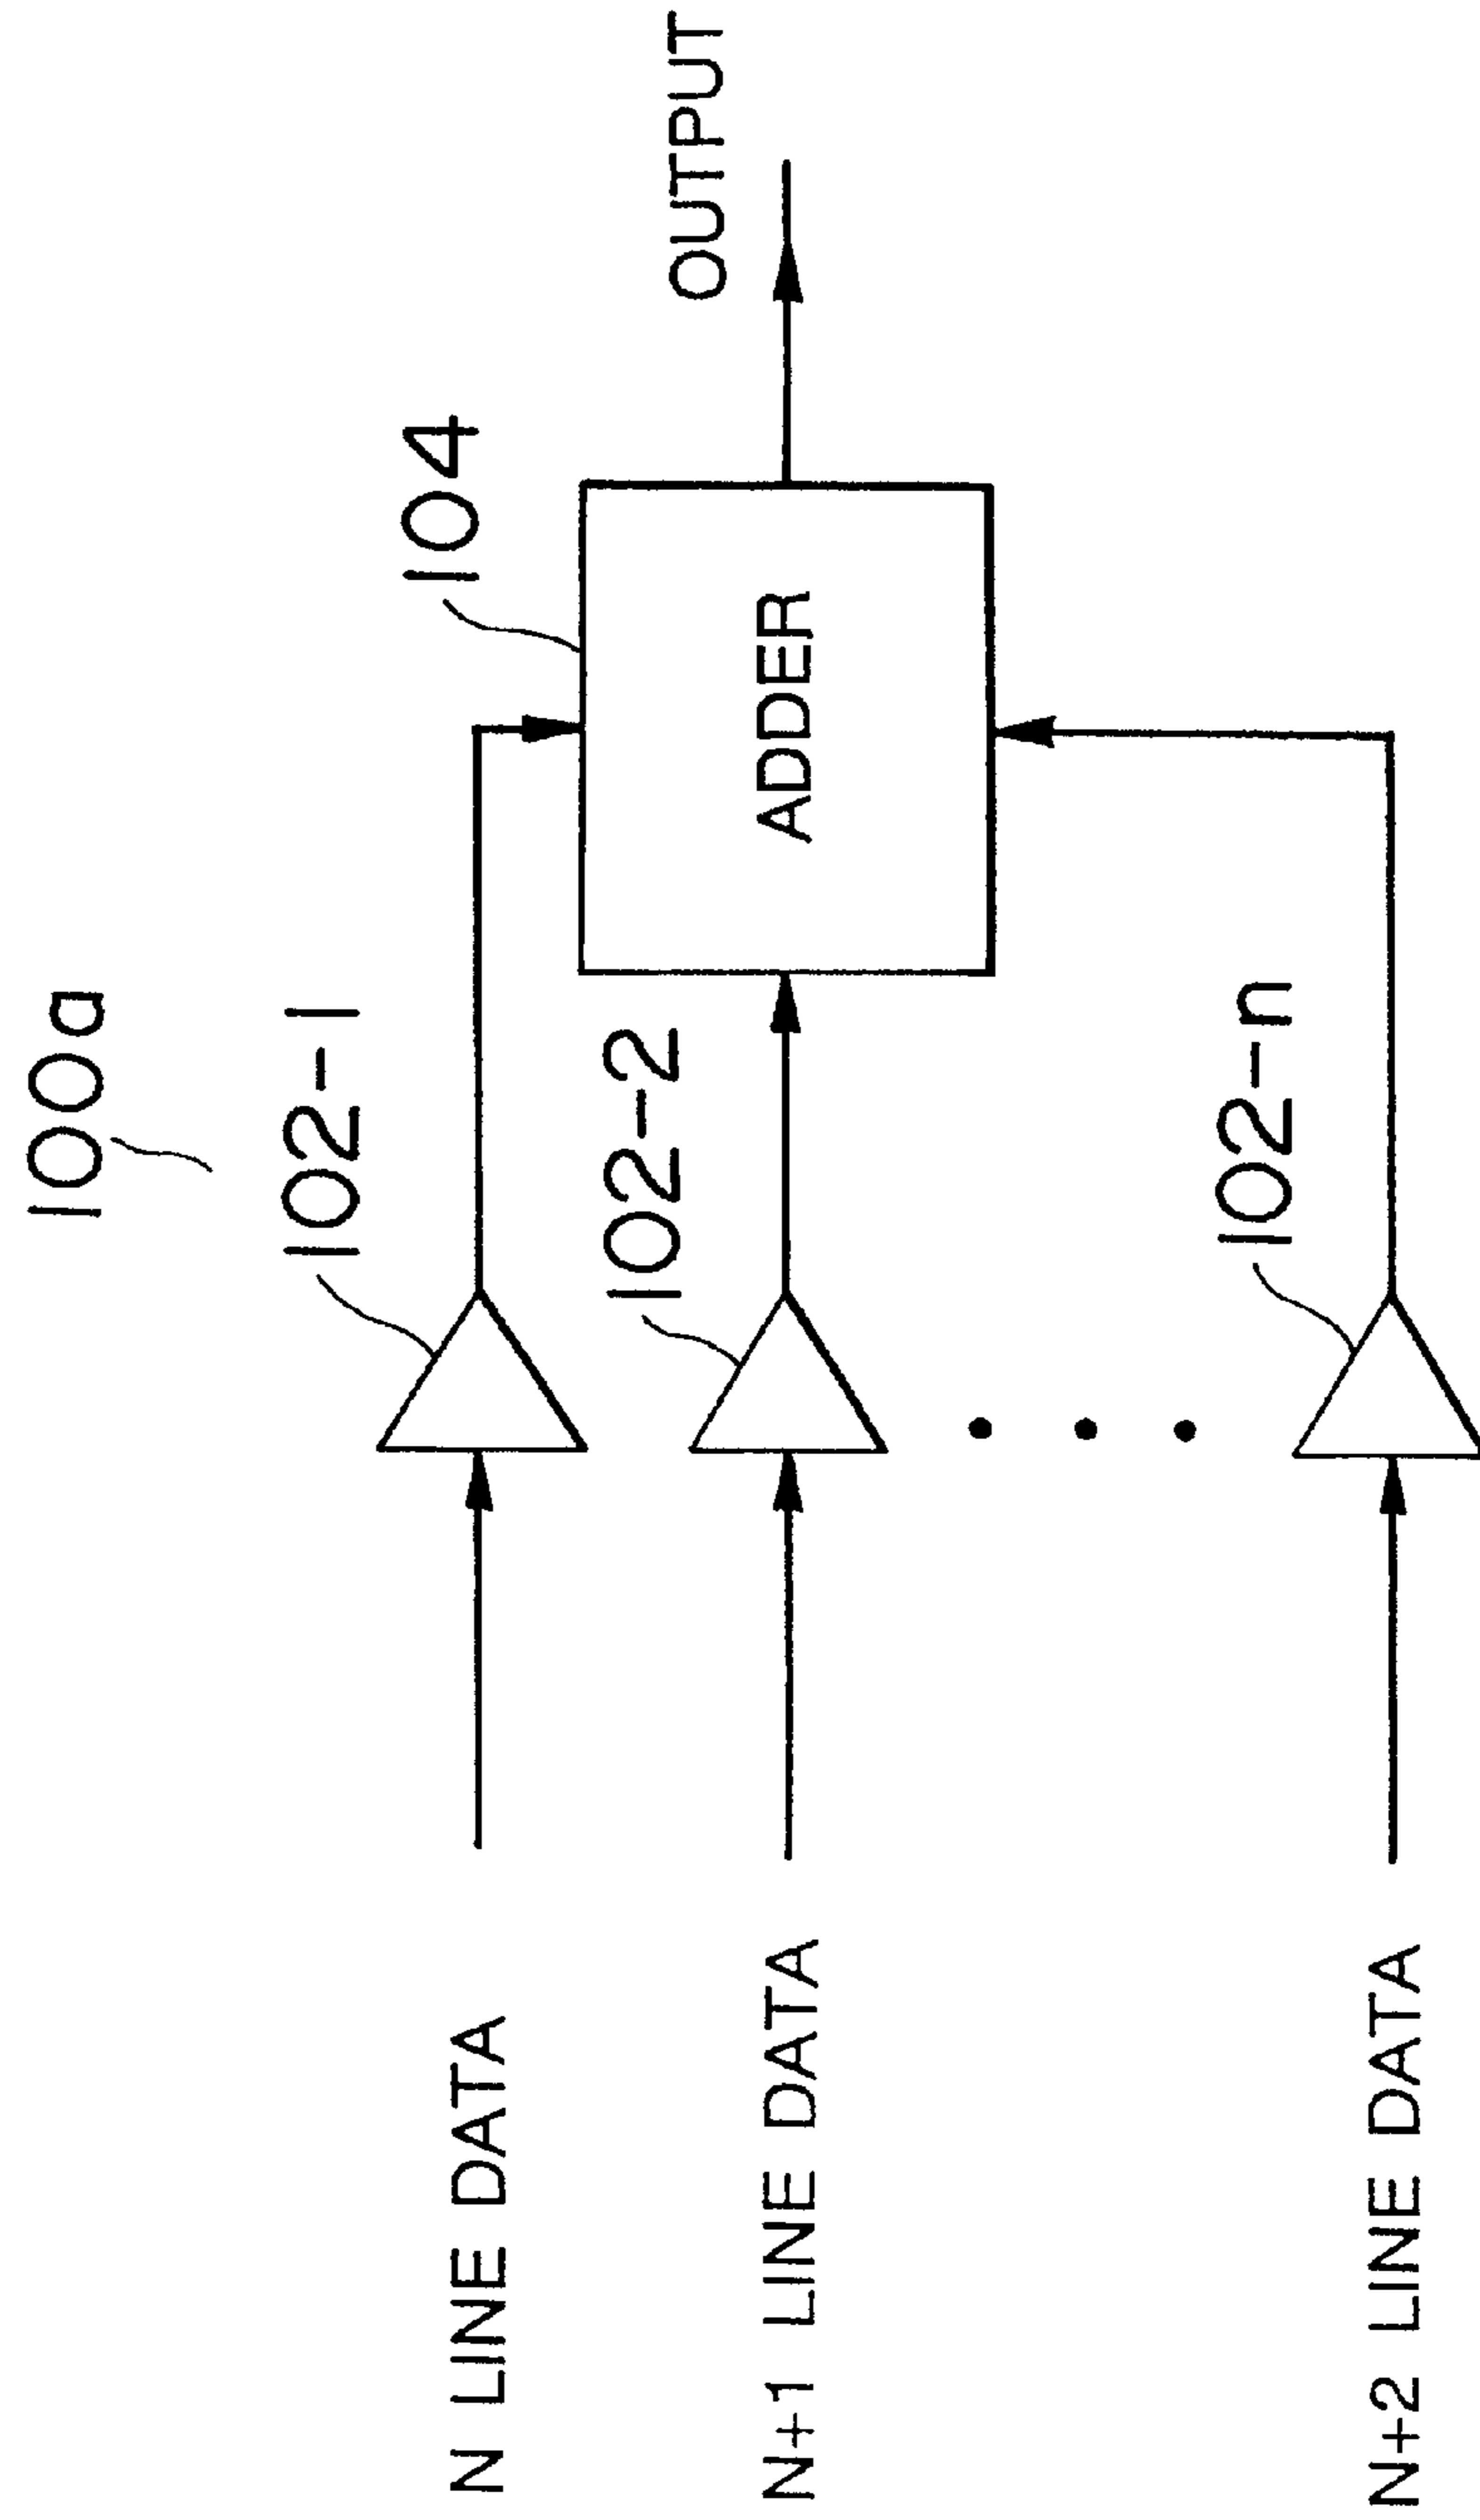 100a
102-1
104
OUTPUT
102-2
ADDER
102-n
N LINE DATA
N+1 LINE DATA
N+2 LINE DATA